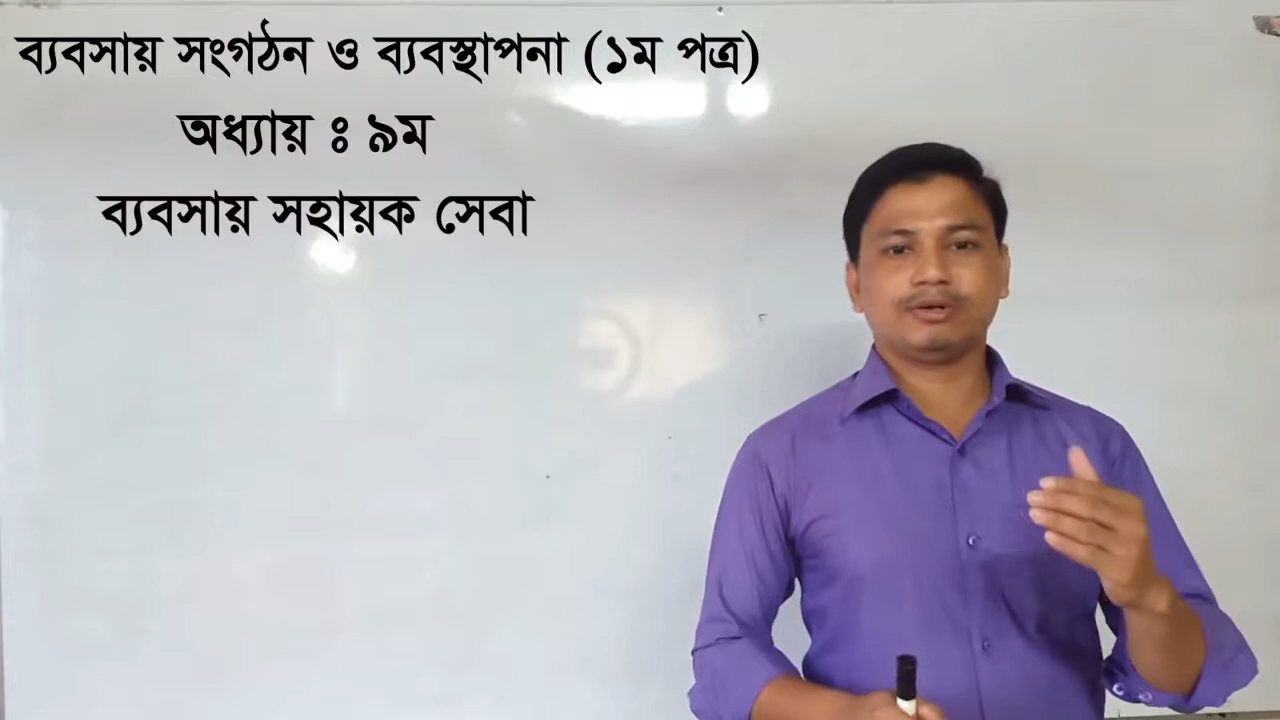 ব্যবসায় সংগঠন ও ব্যবস্থাপনা (১ম পত্র)
অধ্যায় ঃ ৯ম
ব্যবসায় সহায়ক সেবা